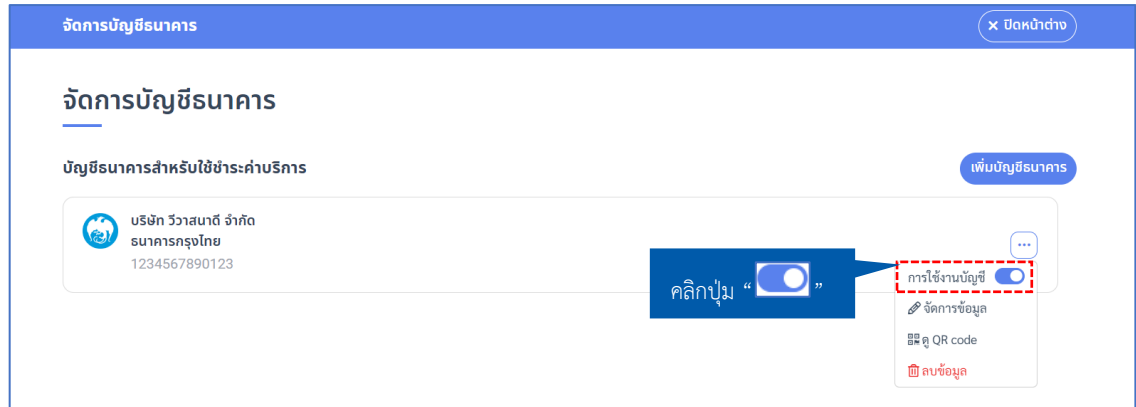 จัดการบัญชีธนาคาร
× ปิดหน้าต่าง
จัดการบัญชีธนาคาร
บัญชีธนาคารสำหรับใช้ชำระค่าบริการ
เพิ่มบัญชีธนาคาร
บริษัท วีวาสนาดี จำกัด
ธนาคารกรุงไทย
1234567890123
...
คลิกปุ่ม “ ”
การใช้งานบัญชี
จัดการข้อมูล
ดู QR code
ลบข้อมูล